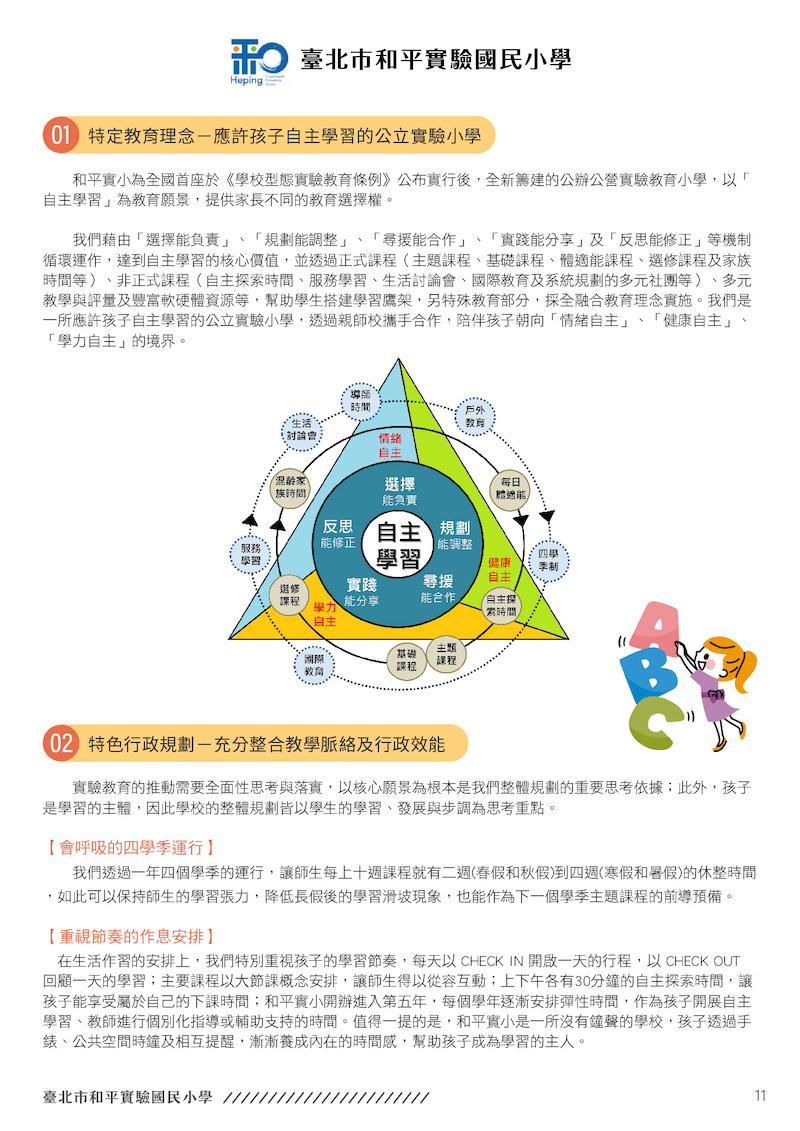 Heping
臺北市和平實驗國民小學
01 特定教育理念－應許孩子自主學習的公立實驗小學
和平實小為全國首座於《學校型態實驗教育條例》公布實行後，全新籌建的公辦公營實驗教育小學，以「
自主學習」為教育願景，提供家長不同的教育選擇權。
我們藉由「選擇能負責」、「規劃能調整」、「尋援能合作」、「實踐能分享」及「反思能修正」等機制
循環運作，達到自主學習的核心價值，並透過正式課程（主題課程、基礎課程、體適能課程、選修課程及家族
時間等）、非正式課程（自主探索時間、服務學習、生活討論會、國際教育及系統規劃的多元社團等）、多元
教學與評量及豐富軟硬體資源等，幫助學生搭建學習鷹架，另特殊教育部分，採全融合教育理念實施。我們是
一所應許孩子自主學習的公立實驗小學，透過親師校攜手合作，陪伴孩子朝向「情緒自主」、「健康自主」、
「學力自主」的境界。
導師
時間
戶外
教育
生活
討論會
情緒
自主
混齡家
族時間
每日
體適能
選擇
能負責
反思
能修正
自主
學習
規劃
能調整
服務
學習
四學
季制
健康
自主
實踐
能分享
尋援
能合作
選修
課程
學力
自主
自主探
索時間
國際
教育
基礎
課程
主題
課程
A
B
C
02 特色行政規劃－充分整合教學脈絡及行政效能
實驗教育的推動需要全面性思考與落實，以核心願景為根本是我們整體規劃的重要思考依據；此外，孩子
是學習的主體，因此學校的整體規劃皆以學生的學習、發展與步調為思考重點。
【會呼吸的四學季運行】
我們透過一年四個學季的運行，讓師生每上十週課程就有二週(春假和秋假)到四週(寒假和暑假)的休整時間
，如此可以保持師生的學習張力，降低長假後的學習滑坡現象，也能作為下一個學季主題課程的前導預備。
【重視節奏的作息安排】
在生活作習的安排上，我們特別重視孩子的學習節奏，每天以 CHECK IN 開啟一天的行程，以 CHECK OUT
回顧一天的學習；主要課程以大節課概念安排，讓師生得以從容互動；上下午各有30分鐘的自主探索時間，讓
孩子能享受屬於自己的下課時間；和平實小開辦進入第五年，每個學年逐漸安排彈性時間，作為孩子開展自主
學習、教師進行個別化指導或輔助支持的時間。值得一提的是，和平實小是一所沒有鐘聲的學校，孩子透過手
錶、公共空間時鐘及相互提醒，漸漸養成內在的時間感，幫助孩子成為學習的主人。
臺北市和平實驗國民小學 ////////////////////////
11